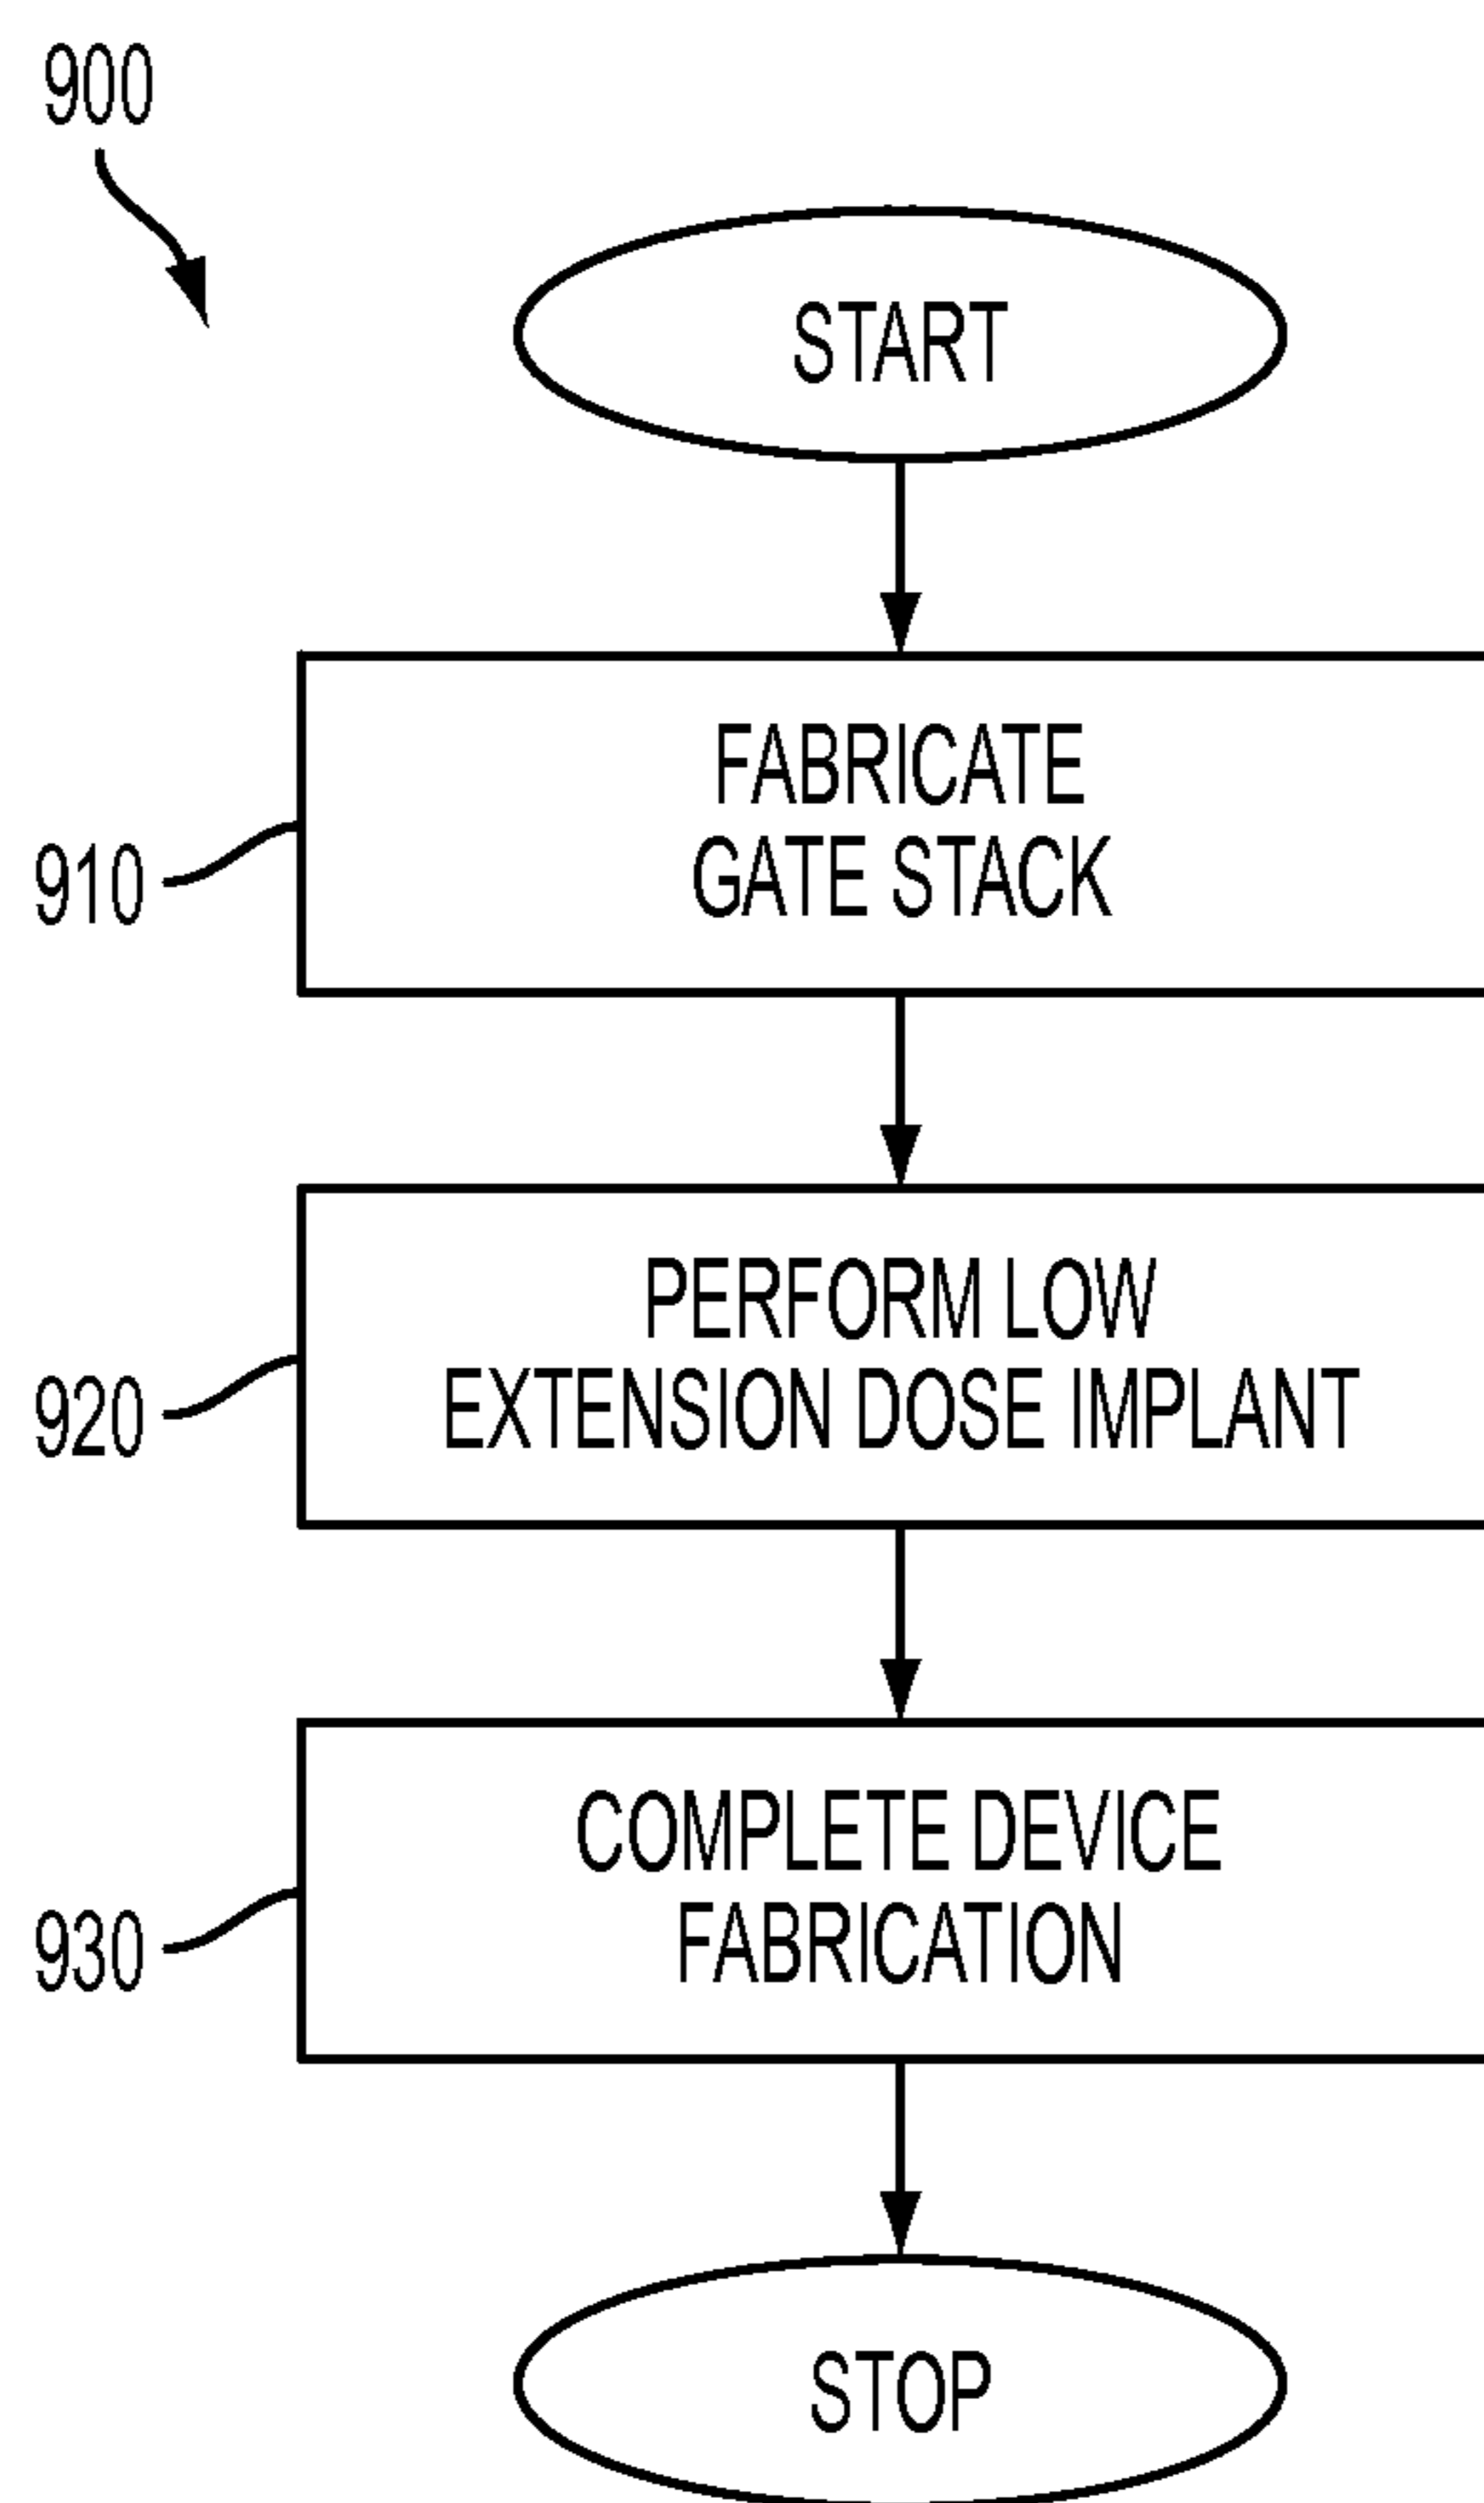 900
START
FABRICATE
GATE STACK
910
PERFORM LOW
EXTENSION DOSE IMPLANT
920
COMPLETE DEVICE
FABRICATION
930
STOP